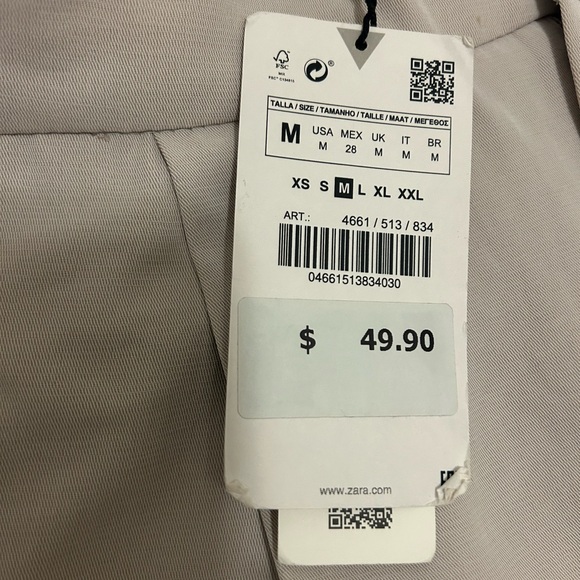 FSC
TALLA / SIZE / TAMANHO / TAILLE / MAAT / ΜΕΓΕΘΟΣ
M USA MEX UK IT BR
M 28 M M M
XS S M L XL XXL
ART.: 4661 / 513 / 834
04661513834030
$ 49.90
www.zara.com